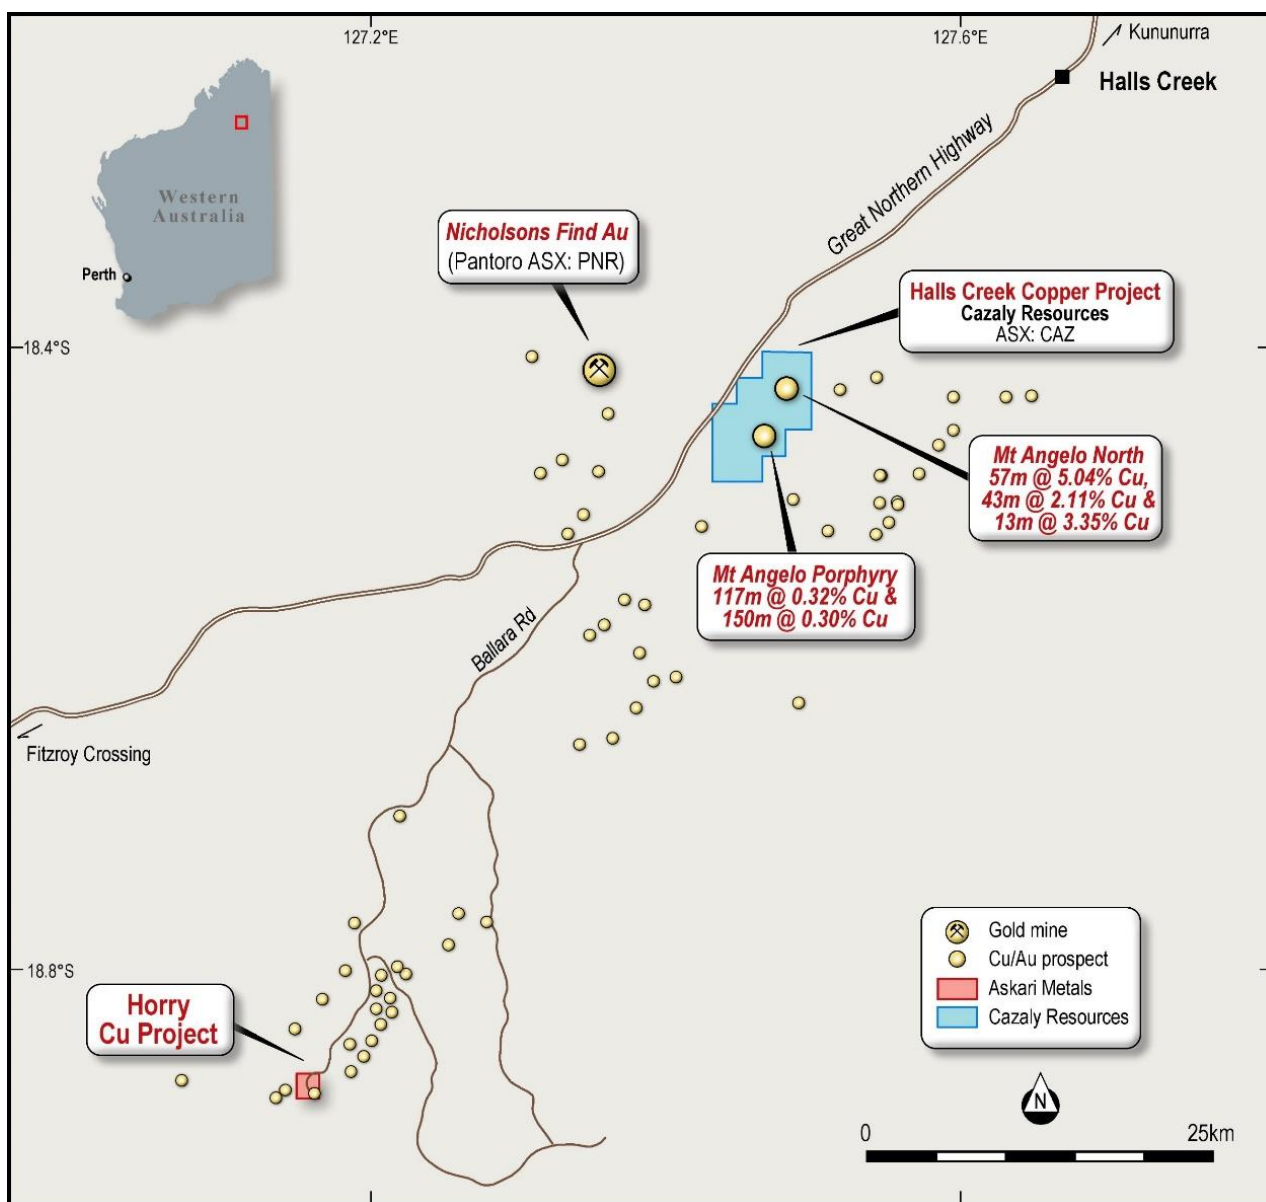 127.2°E
127.6°E
Kununurra
Halls Creek
Great Northern Highway
Western
Australia
Perth
Nicholsons Find Au
(Pantoro ASX: PNR)
Halls Creek Copper Project
Cazaly Resources
ASX: CAZ
18.4°S
Mt Angelo North
57m @ 5.04% Cu,
43m @ 2.11% Cu &
13m @ 3.35% Cu
Mt Angelo Porphyry
117m @ 0.32% Cu &
150m @ 0.30% Cu
Ballara Rd
Fitzroy Crossing
18.8°S
Horry
Cu Project
Gold mine
Cu/Au prospect
Askari Metals
Cazaly Resources
N
0 25km